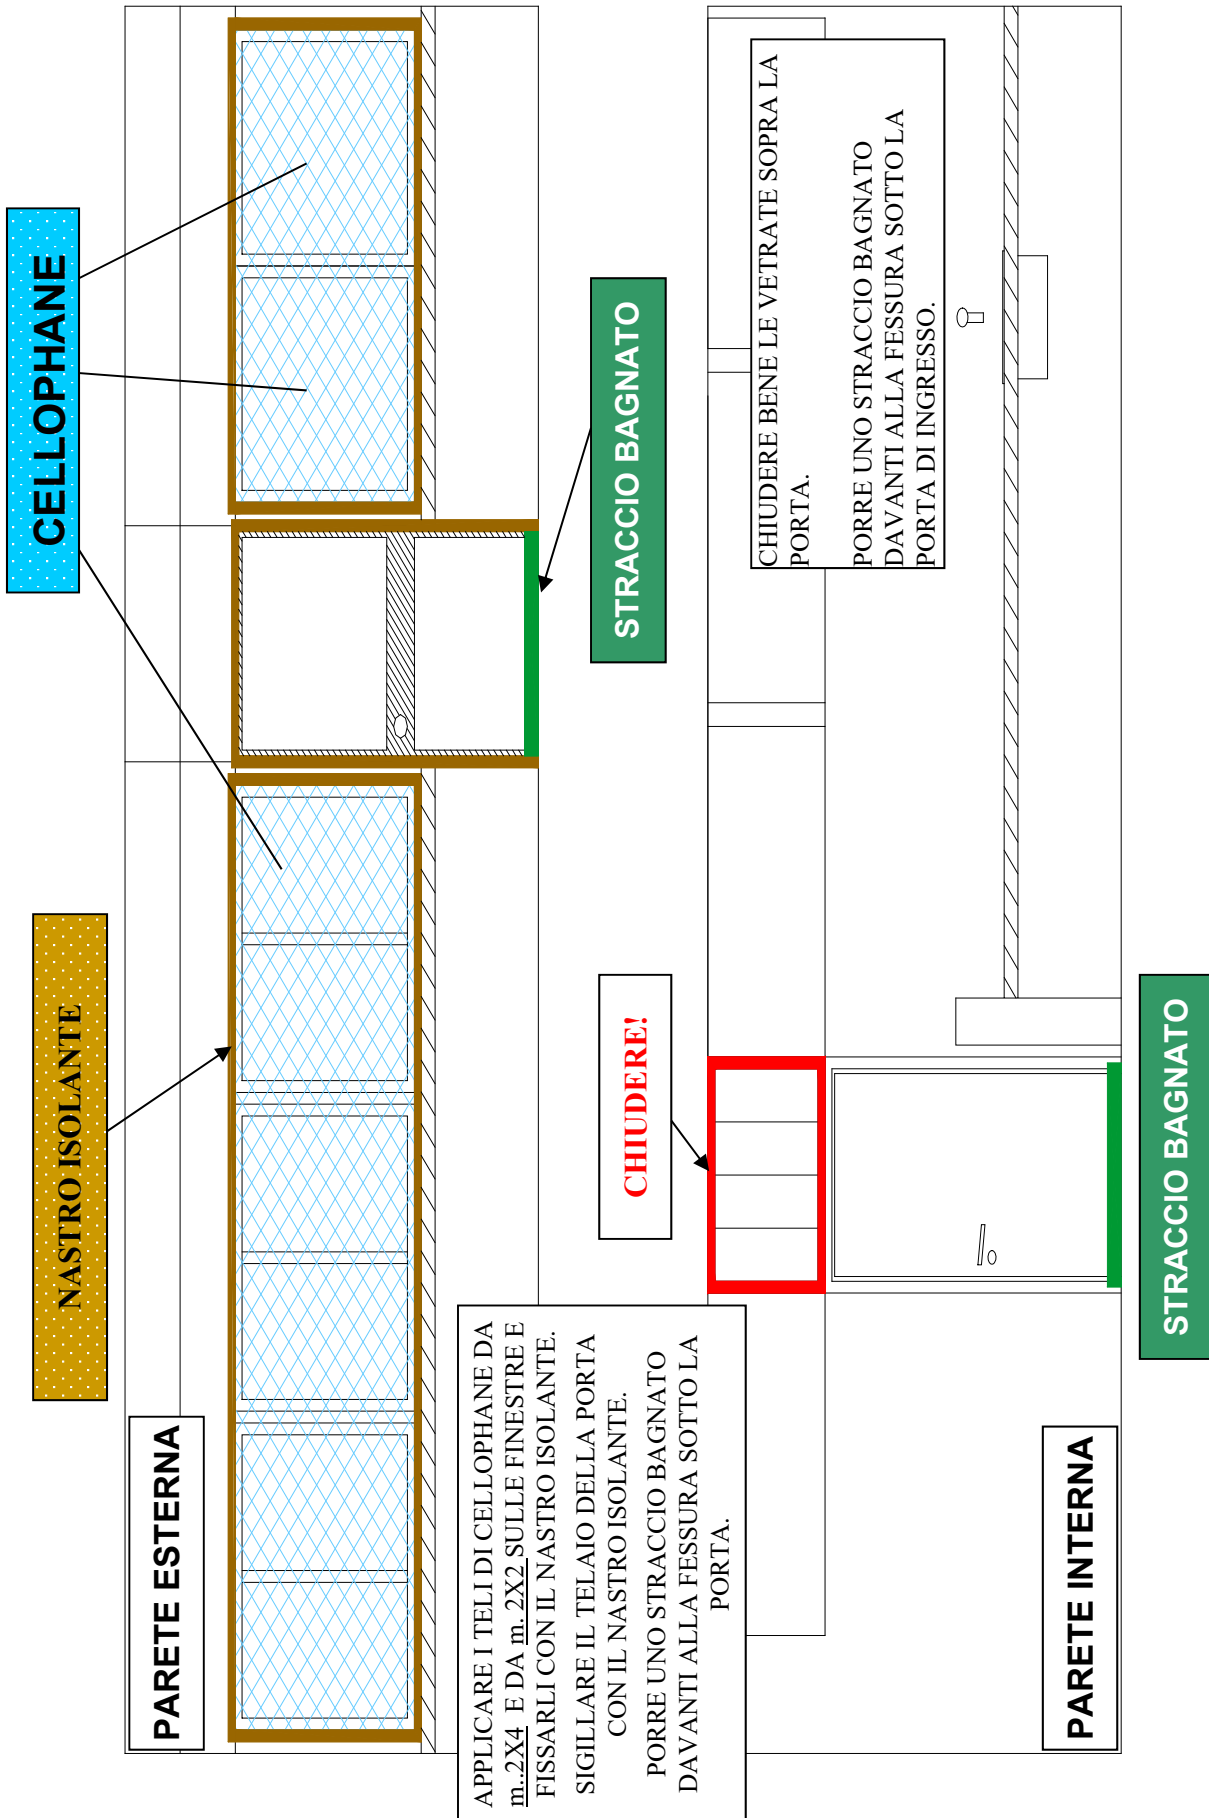 PARETE ESTERNA
NASTRO ISOLANTE
CELLOPHANE
APPLICARE I TELI DI CELLOPHANE DA
m..2X4 E DA m. 2X2 SULLE FINESTRE E
FISSARLI CON IL NASTRO ISOLANTE.
SIGILLARE IL TELAIO DELLA PORTA
CON IL NASTRO ISOLANTE.
PORRE UNO STRACCIO BAGNATO
DAVANTI ALLA FESSURA SOTTO LA
PORTA.
CHIUDERE!
STRACCIO BAGNATO
CHIUDERE BENE LE VETRATE SOPRA LA
PORTA.
PORRE UNO STRACCIO BAGNATO
DAVANTI ALLA FESSURA SOTTO LA
PORTA DI INGRESSO.
PARETE INTERNA
STRACCIO BAGNATO